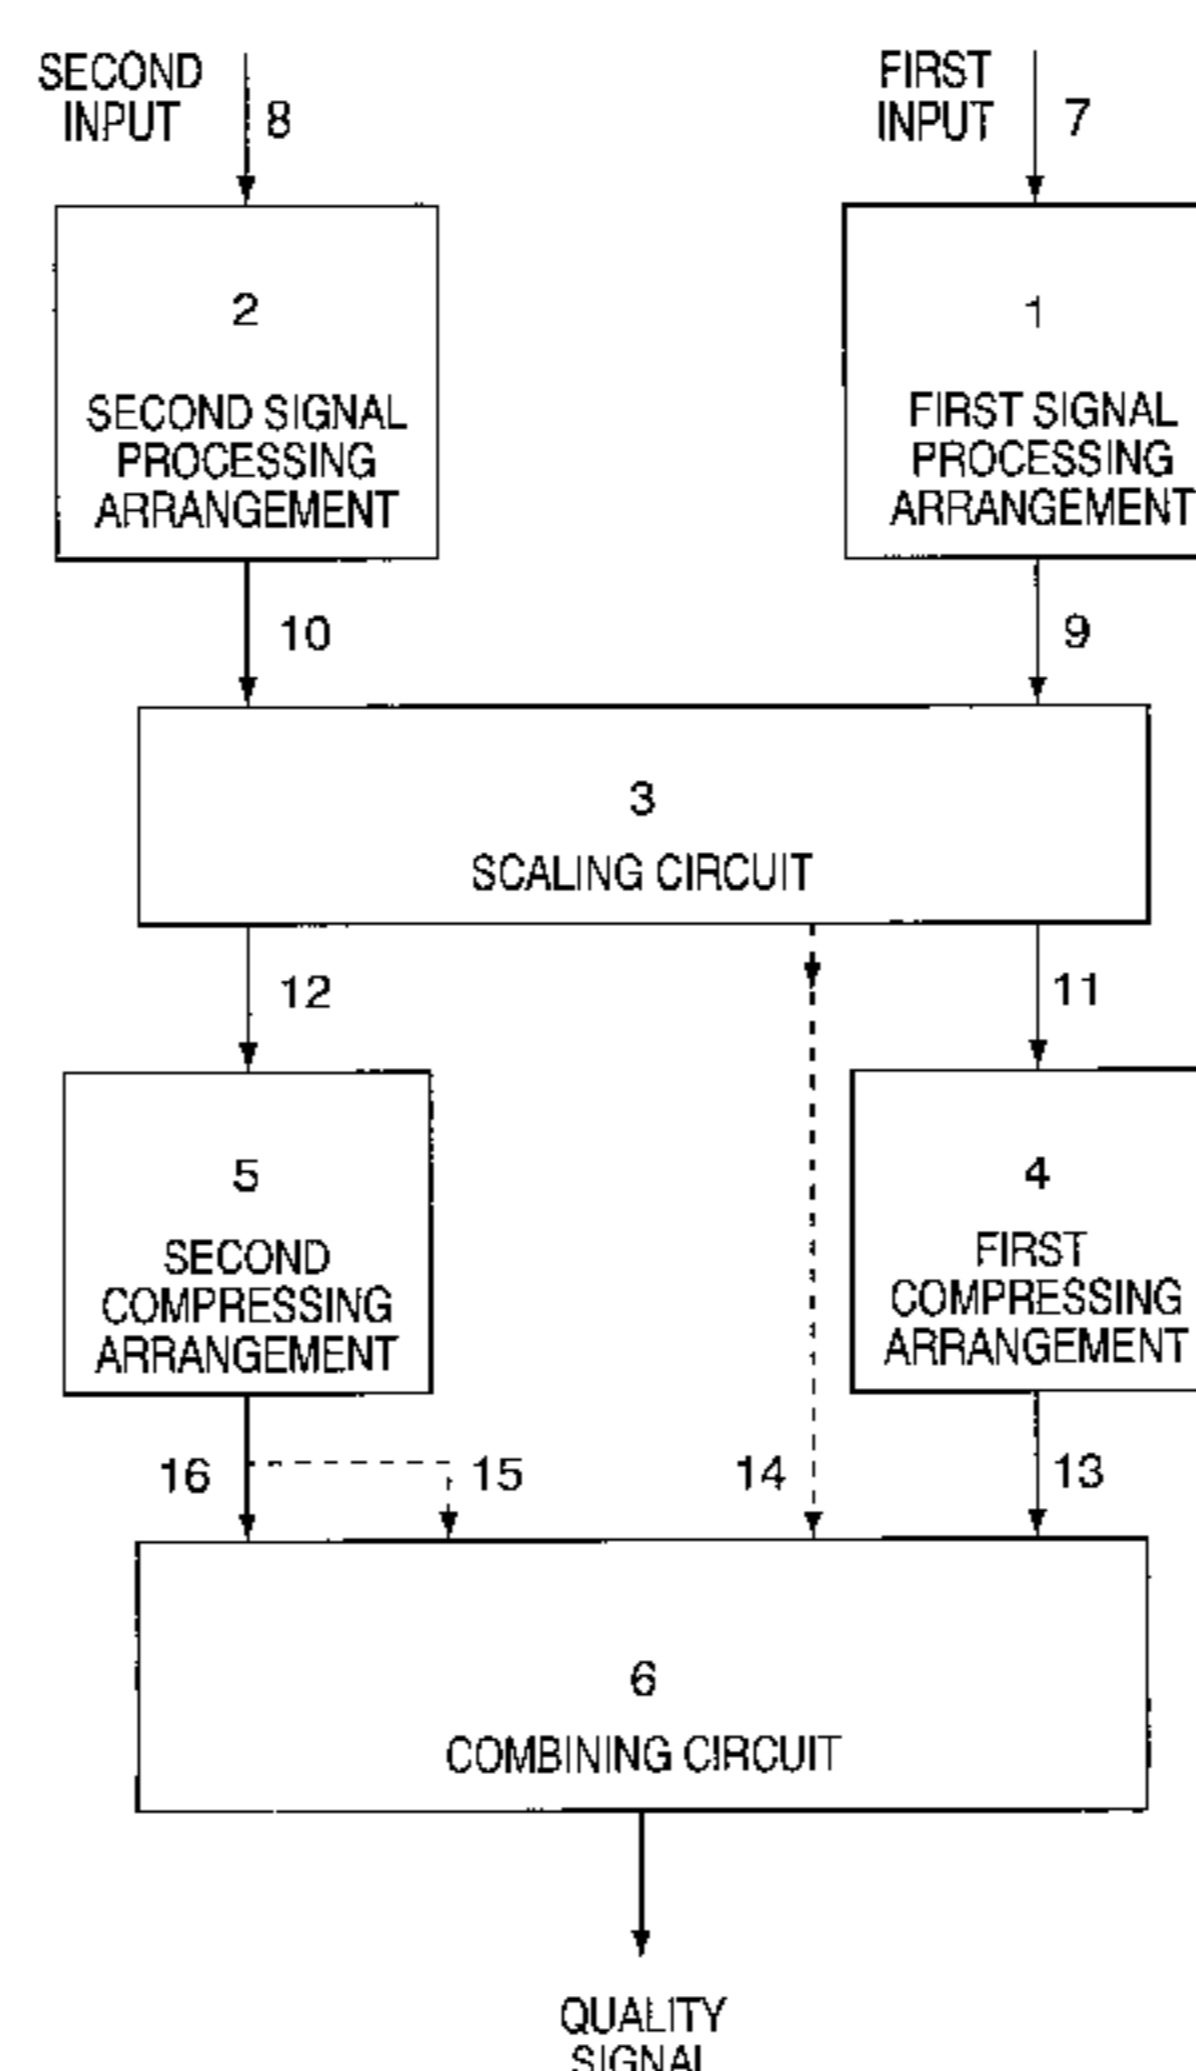 SECOND
INPUT
8
FIRST
INPUT
7
2
SECOND SIGNAL
PROCESSING
ARRANGEMENT
1
FIRST SIGNAL
PROCESSING
ARRANGEMENT
10
9
3
SCALING CIRCUIT
12
11
5
SECOND
COMPRESSING
ARRANGEMENT
4
FIRST
COMPRESSING
ARRANGEMENT
16
15
14
13
6
COMBINING CIRCUIT
QUALITY
SIGNAL